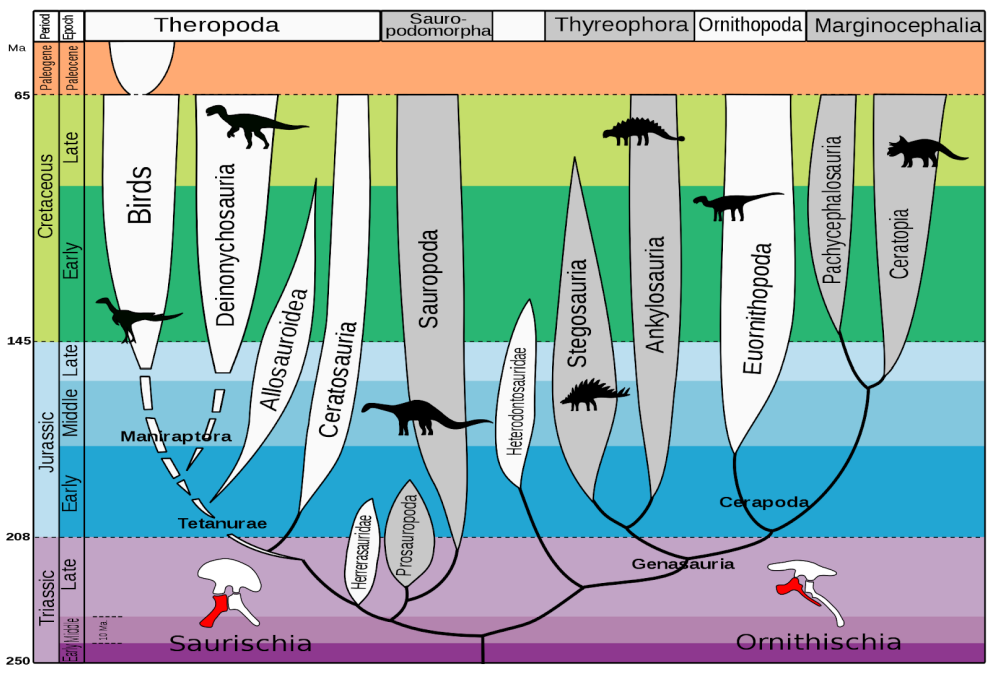 Period
Epoch
Theropoda
Sauro-
podomorpha
Thyreophora
Ornithopoda
Marginocephalia
Ma
Paleogene
Paleocene
65
Cretaceous
Late
Early
145
Jurassic
Late
Middle
Early
208
Triassic
Late
Middle
Early
250
10 Ma.
Birds
Deinonychosauria
Allosauroidea
Ceratosauria
Sauropoda
Heterodontosauridae
Stegosauria
Ankylosauria
Euornithopoda
Pachycephalosauria
Ceratopia
Maniraptora
Tetanurae
Herrerasauridae
Prosauropoda
Cerapoda
Genasauria
Saurischia
Ornithischia